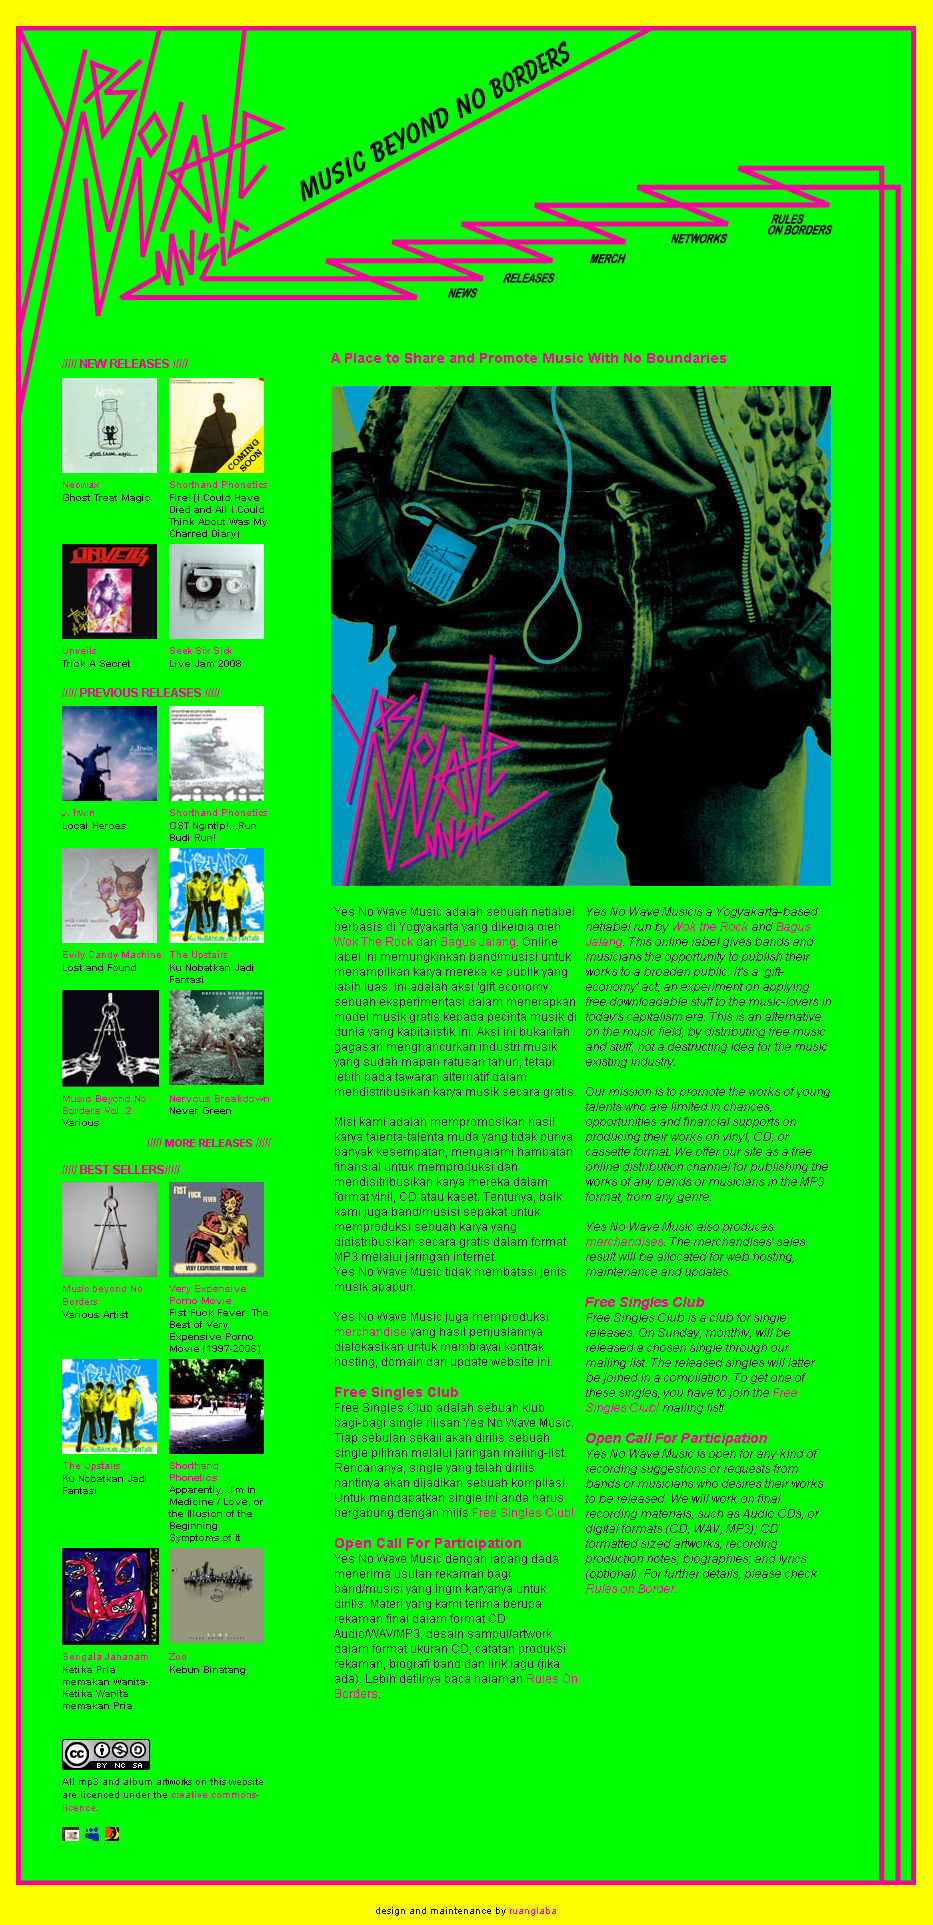 YES NO WAVE
MUSIC
MUSIC BEYOND NO BORDERS
NEWS
RELEASES
MERCH
NETWORKS
RULES
ON BORDERS
///// NEW RELEASES /////
Neowax
Ghost Treat Magic
COMING
SOON
Shorthand Phonetics
Fire! (I Could Have
Died and All I Could
Think About Was My
Charred Diary)
Unveils
Trick A Secret
Seek Six Sick
Live Jam 2008
///// PREVIOUS RELEASES /////
J. Irwin
Local Heroes
Shorthand Phonetics
OST Ngintip!...Run
Budi Run!
Evily Candy Machine
Lost and Found
The Upstairs
Ku Nobatkan Jadi
Fantasi
Music Beyond No
Borders Vol. 2
Various
nervous breakdown
never green
Nervous Breakdown
Never Green
///// MORE RELEASES /////
///// BEST SELLERS/////
Music beyond No
Borders
Various Artist
FIST FUCK FEVER
VERY EXPENSIVE PORNO MOVIE
Very Expensive
Porno Movie
Fist Fuck Fever: The
Best of Very
Expensive Porno
Movie (1997-2006)
The Upstairs
Ku Nobatkan Jadi
Fantasi
Shorthand
Phonetics
Apparently...I'm In
Medicine / Love, or
the Illusion of the
Beginning
Symptoms of It
Serigala Jahanam
Ketika Pria
memakan Wanita-
Ketika Wanita
memakan Pria
Zoo
Kebun Binatang
cc BY NC SA
All mp3 and album artworks on this website
are licenced under the creative commons
licence.
A Place to Share and Promote Music With No Boundaries
YES NO WAVE
MUSIC
Yes No Wave Music adalah sebuah netlabel
berbasis di Yogyakarta yang dikelola oleh
Wok The Rock dan Bagus Jalang. Online
label ini memungkinkan band/musisi untuk
menampilkan karya mereka ke publik yang
labih luas. Ini adalah aksi 'gift economy',
sebuah eksperimentasi dalam menerapkan
model musik gratis kepada pecinta musik di
dunia yang kapitalistik ini. Aksi ini bukanlah
gagasan menghancurkan industri musik
yang sudah mapan ratusan tahun, tetapi
lebih pada tawaran alternatif dalam
mendistribusikan karya musik secara gratis.
Misi kami adalah mempromosikan hasil
karya talenta-talenta muda yang tidak punya
banyak kesempatan, mengalami hambatan
finansial untuk memproduksi dan
mendisitribusikan karya mereka dalam
format vinil, CD atau kaset. Tentunya, baik
kami juga band/musisi sepakat untuk
memproduksi sebuah karya yang
didistribusikan secara gratis dalam format
MP3 melalui jaringan internet.
Yes No Wave Music tidak membatasi jenis
musik apapun.
Yes No Wave Music juga memproduksi
merchandise yang hasil penjualannya
dialokasikan untuk membiayai kontrak
hosting, domain dan update website ini.
Free Singles Club
Free Singles Club adalah sebuah klub
bagi-bagi single rilisan Yes No Wave Music.
Tiap sebulan sekali akan dirilis sebuah
single pilihan melalui jaringan mailing-list.
Rencananya, single yang telah dirilis
nantinya akan dijadikan sebuah kompilasi.
Untuk mendapatkan single ini anda harus
bergabung dengan milis Free Singles Club!
Open Call For Participation
Yes No Wave Music dengan lapang dada
menerima usulan rekaman bagi
band/musisi yang ingin karyanya untuk
dirilis. Materi yang kami terima berupa
rekaman final dalam format CD
Audio/WAV/MP3, desain sampul/artwork
dalam format ukuran CD, catatan produksi
rekaman, biografi band dan lirik lagu (jika
ada). Lebih detilnya baca halaman Rules On
Borders.
Yes No Wave Musicis a Yogyakarta-based
netlabel run by Wok the Rock and Bagus
Jalang. This online label gives bands and
musicians the opportunity to publish their
works to a broaden public. It's a 'gift-
economy' act; an experiment on applying
free downloadable stuff to the music-lovers in
today's capitalism era. This is an alternative
on the music field, by distributing free music
and stuff, not a destructing idea for the music
existing industry.
Our mission is to promote the works of young
talents who are limited in chances,
opportunities and financial supports on
producing their works on vinyl, CD, or
cassette format. We offer our site as a free
online distribution channel for publishing the
works of any bands or musicians in the MP3
format, from any genre.
Yes No Wave Music also produces
merchandises. The merchandises' sales
result will be allocated for web hosting,
maintenance and updates.
Free Singles Club
Free Singles Club is a club for single
releases. On Sunday, monthly, will be
released a chosen single through our
mailing list. The released singles will latter
be joined in a compilation. To get one of
these singles, you have to join the Free
Singles Club! mailing list!
Open Call For Participation
Yes No Wave Music is open for any kind of
recording suggestions or requests from
bands or musicians who desires their works
to be released. We will work on final
recording materials, such as Audio CDs, or
digital formats (CD, WAV, MP3); CD
formatted sized artworks; recording
production notes; biographies; and lyrics
(optional). For further details, please check
Rules on Border.
design and maintenance by ruanglaba